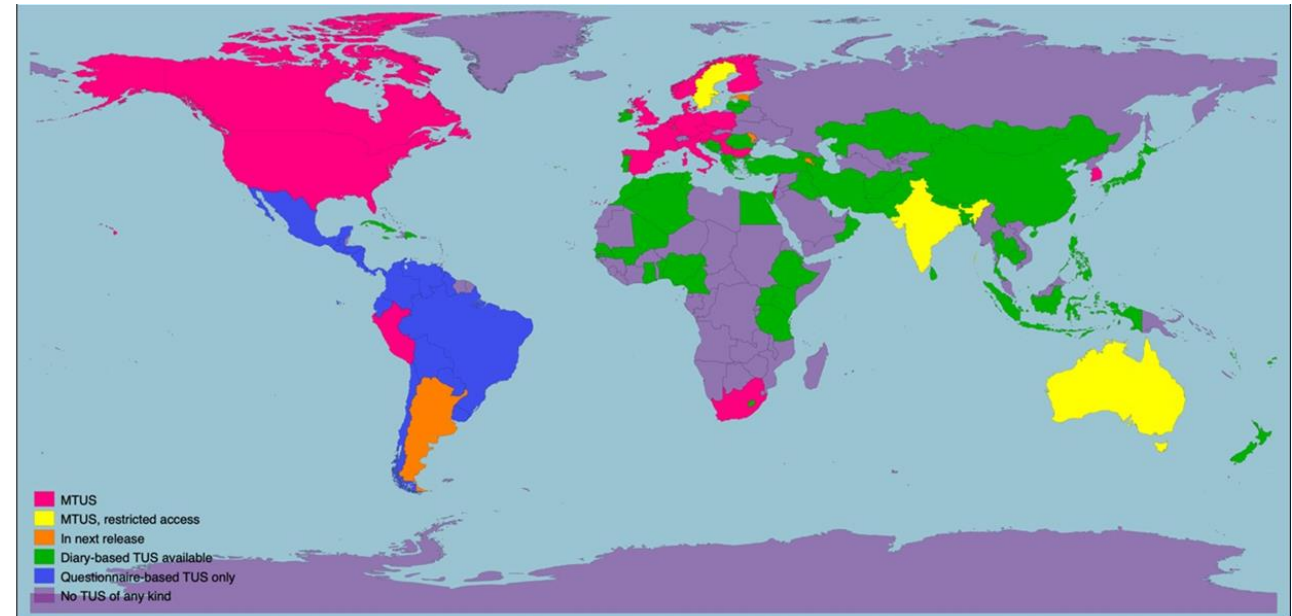 MTUS
MTUS, restricted access
In next release
Diary-based TUS available
Questionnaire-based TUS only
No TUS of any kind